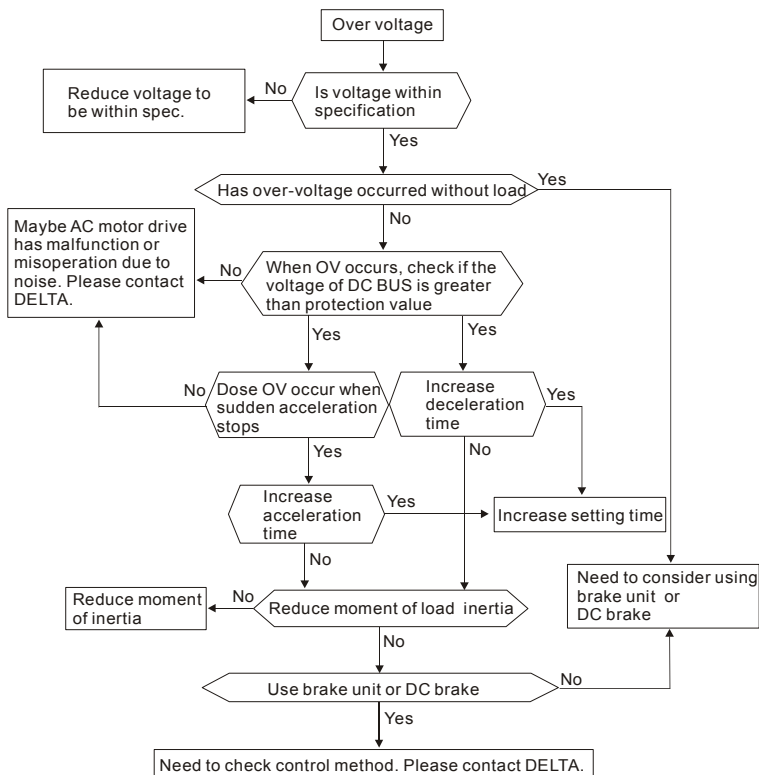 Over voltage
Reduce voltage to
be within spec.
No
Is voltage within
specification
Yes
Has over-voltage occurred without load
Yes
No
Maybe AC motor drive
has malfunction or
misoperation due to
noise. Please contact
DELTA.
No
When OV occurs, check if the
voltage of DC BUS is greater
than protection value
Yes
Yes
No
Dose OV occur when
sudden acceleration
stops
Increase
deceleration
time
Yes
Yes
No
Increase
acceleration
time
Yes
Increase setting time
No
Reduce moment
of inertia
No
Reduce moment of load inertia
Need to consider using
brake unit or
DC brake
No
Use brake unit or DC brake
No
Yes
Need to check control method. Please contact DELTA.